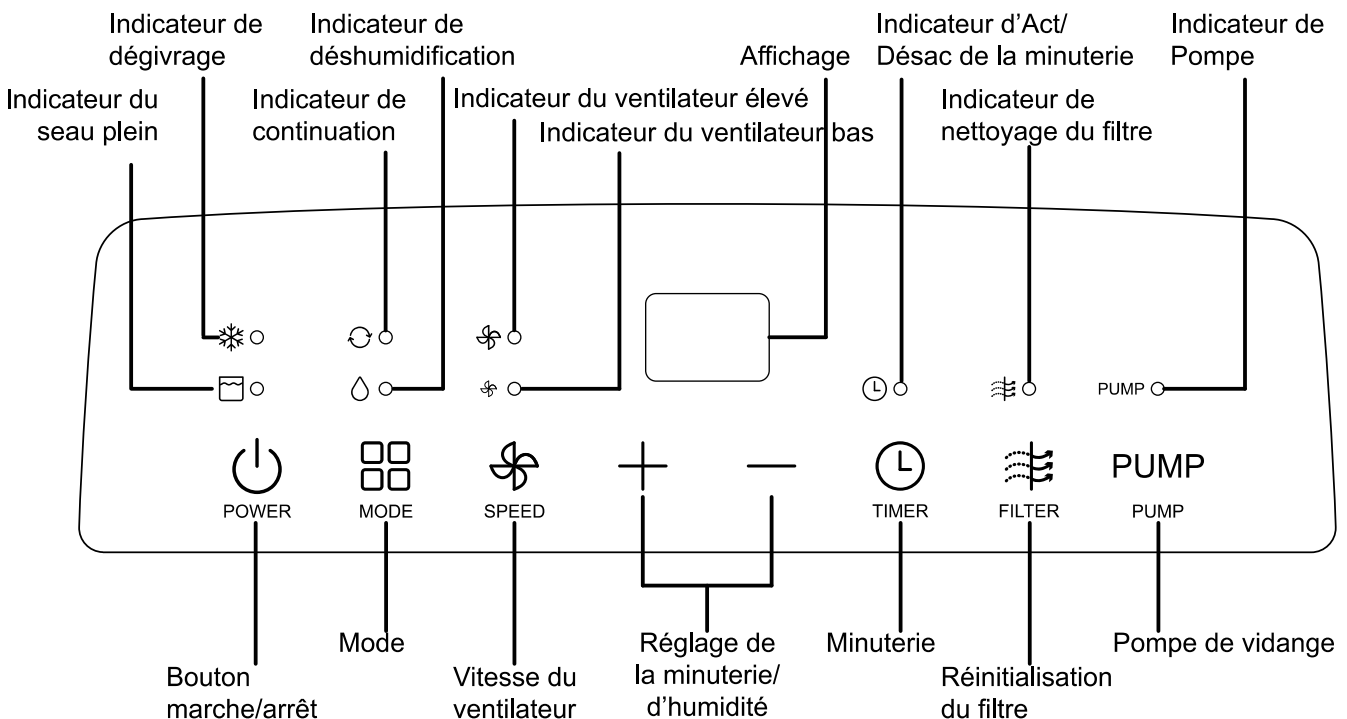 Indicateur de
dégivrage
Indicateur de
déshumidification
Affichage
Indicateur d'Act/
Désac de la minuterie
Indicateur de
Pompe
Indicateur du
seau plein
Indicateur de
continuation
Indicateur du ventilateur élevé
Indicateur du ventilateur bas
Indicateur de
nettoyage du filtre
PUMP
PUMP
POWER
MODE
SPEED
TIMER
FILTER
PUMP
Bouton
marche/arrêt
Mode
Vitesse du
ventilateur
Réglage de
la minuterie/
d'humidité
Minuterie
Réinitialisation
du filtre
Pompe de vidange